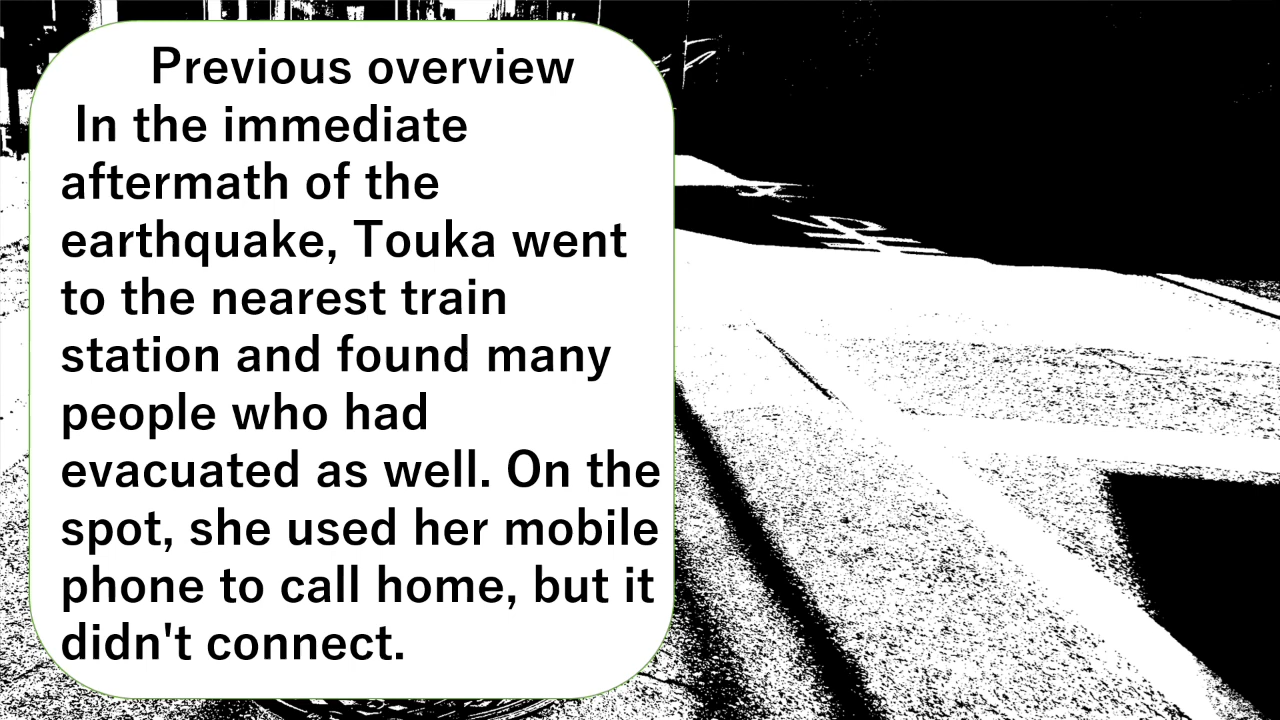 Previous overview
In the immediate
aftermath of the
earthquake, Touka went
to the nearest train
station and found many
people who had
evacuated as well. On the
spot, she used her mobile
phone to call home, but it
didn't connect.